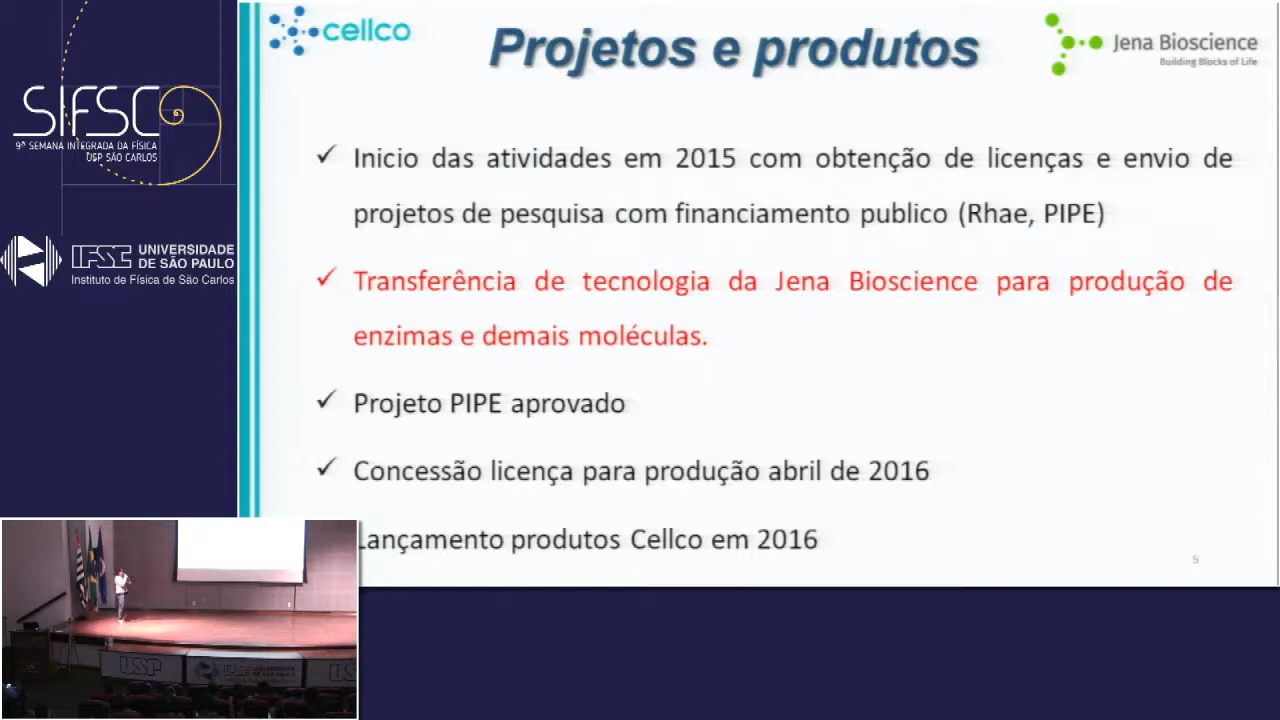 cellco
Projetos e produtos
Jena Bioscience
Building Blocks of Life
SIFSC
9ª SEMANA INTEGRADA DA FÍSICA
USP SÃO CARLOS
IFSC UNIVERSIDADE
DE SÃO PAULO
Instituto de Física de São Carlos
✓ Inicio das atividades em 2015 com obtenção de licenças e envio de
projetos de pesquisa com financiamento publico (Rhae, PIPE)
✓ Transferência de tecnologia da Jena Bioscience para produção de
enzimas e demais moléculas.
✓ Projeto PIPE aprovado
✓ Concessão licença para produção abril de 2016
Lançamento produtos Cellco em 2016
5
USP